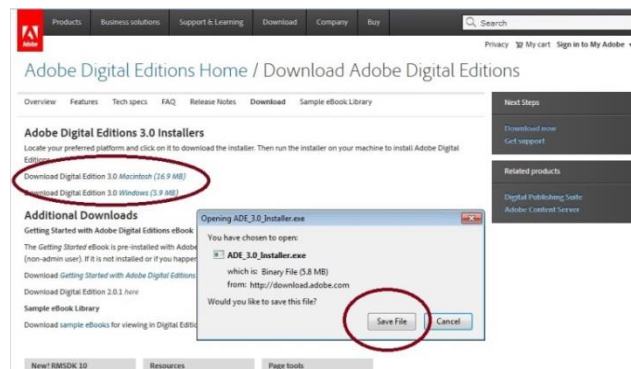 Adobe
Products Business solutions Support & Learning Download Company Buy
Search
Privacy My cart Sign in to My Adobe
Adobe Digital Editions Home / Download Adobe Digital Editions
Overview Features Tech specs FAQ Release Notes Download Sample eBook Library
Adobe Digital Editions 3.0 Installers
Locate your preferred platform and click on it to download the installer. Then run the installer on your machine to install Adobe Digital
Editions.
Download Digital Edition 3.0 Macintosh (16.9 MB)
Download Digital Edition 3.0 Windows (5.9 MB)
Additional Downloads
Getting Started with Adobe Digital Editions eBook
The Getting Started eBook is pre-installed with Adobe
(non-admin user). If it is not installed or if you happen
Download Getting Started with Adobe Digital Editions
Download Digital Edition 2.0.1 here
Sample eBook Library
Download sample eBooks for viewing in Digital Editio
New! RMSDK 10 Resources Page tools
Opening ADE_3.0_Installer.exe
You have chosen to open:
ADE_3.0_Installer.exe
which is: Binary File (5.8 MB)
from: http://download.adobe.com
Would you like to save this file?
Save File Cancel
Next Steps
Download now
Get support
Related products
Digital Publishing Suite
Adobe Content Server